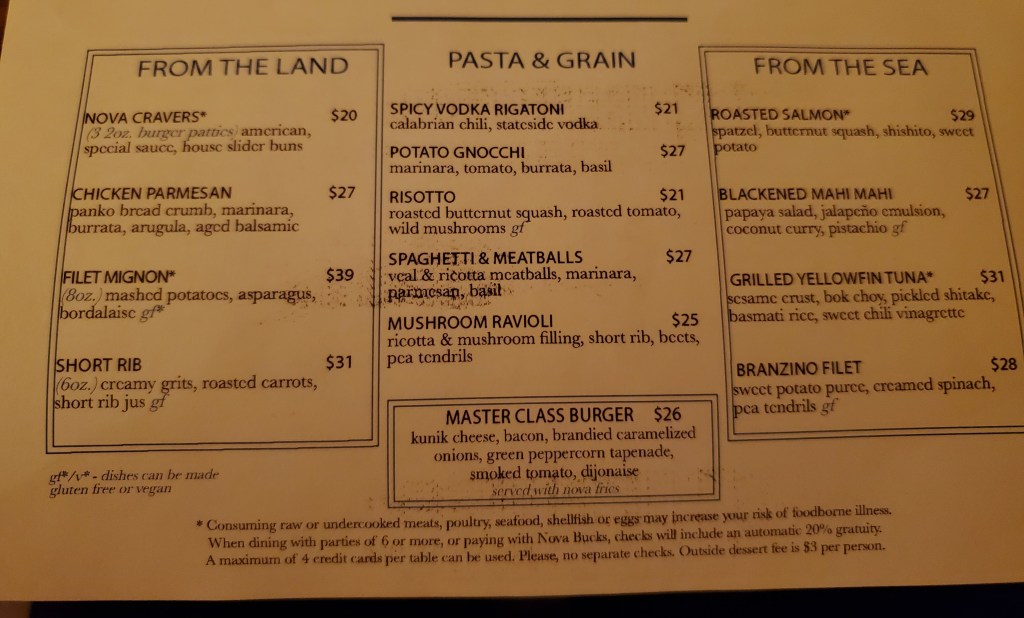 FROM THE LAND
NOVA CRAVERS* $20
(3 2oz. burger patties) american,
special sauce, house slider buns
CHICKEN PARMESAN $27
panko bread crumb, marinara,
burrata, arugula, aged balsamic
FILET MIGNON* $39
(8oz.) mashed potatoes, asparagus,
bordalaise gf*
SHORT RIB $31
(6oz.) creamy grits, roasted carrots,
short rib jus gf
gf*/v* - dishes can be made
gluten free or vegan
PASTA & GRAIN
SPICY VODKA RIGATONI $21
calabrian chili, stateside vodka
POTATO GNOCCHI $27
marinara, tomato, burrata, basil
RISOTTO $21
roasted butternut squash, roasted tomato,
wild mushrooms gf
SPAGHETTI & MEATBALLS $27
veal & ricotta meatballs, marinara,
parmesan, basil
MUSHROOM RAVIOLI $25
ricotta & mushroom filling, short rib, beets,
pea tendrils
MASTER CLASS BURGER $26
kunik cheese, bacon, brandied caramelized
onions, green peppercorn tapenade,
smoked tomato, dijonaise
served with nova fries
FROM THE SEA
ROASTED SALMON* $29
spatzel, butternut squash, shishito, sweet
potato
BLACKENED MAHI MAHI $27
papaya salad, jalapeño emulsion,
coconut curry, pistachio gf
GRILLED YELLOWFIN TUNA* $31
sesame crust, bok choy, pickled shitake,
basmati rice, sweet chili vinagrette
BRANZINO FILET $28
sweet potato puree, creamed spinach,
pea tendrils gf
* Consuming raw or undercooked meats, poultry, seafood, shellfish or eggs may increase your risk of foodborne illness.
When dining with parties of 6 or more, or paying with Nova Bucks, checks will include an automatic 20% gratuity.
A maximum of 4 credit cards per table can be used. Please, no separate checks. Outside dessert fee is $3 per person.